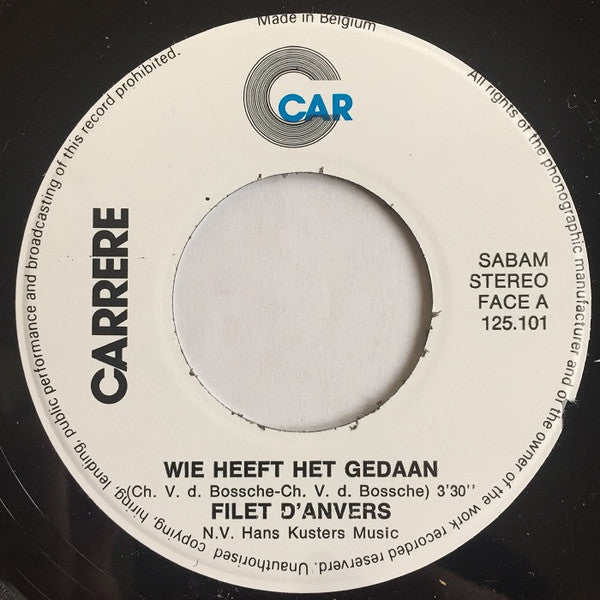 Made in Belgium
CAR
CARRERE
SABAM
STEREO
FACE A
125.101
WIE HEEFT HET GEDAAN
(Ch. V. d. Bossche-Ch. V. d. Bossche) 3'30''
FILET D'ANVERS
N.V. Hans Kusters Music
All rights of the phonographic manufacturer and of the owner of the work recorded reserverd. Unauthorised copying, hiring, lending, public performance and broadcasting of this record prohibited.